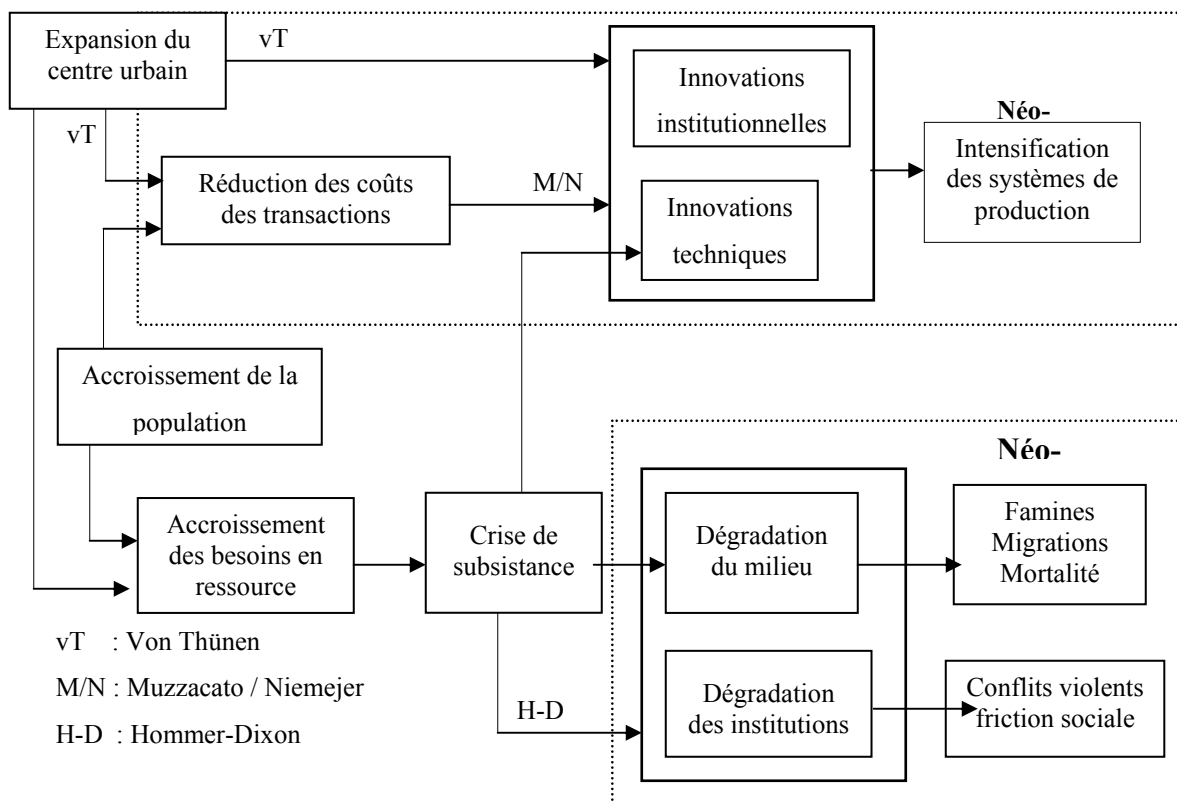 Expansion du
centre urbain
vT
vT
Innovations
institutionnelles
Néo-
Intensification
des systèmes de
production
Réduction des coûts
des transactions
M/N
Innovations
techniques
Accroissement de la
population
Néo-
Accroissement
des besoins en
ressource
Crise de
subsistance
Dégradation
du milieu
Famines
Migrations
Mortalité
vT : Von Thünen
M/N : Muzzacato / Niemejer
H-D : Hommer-Dixon
H-D
Dégradation
des institutions
Conflits violents
friction sociale